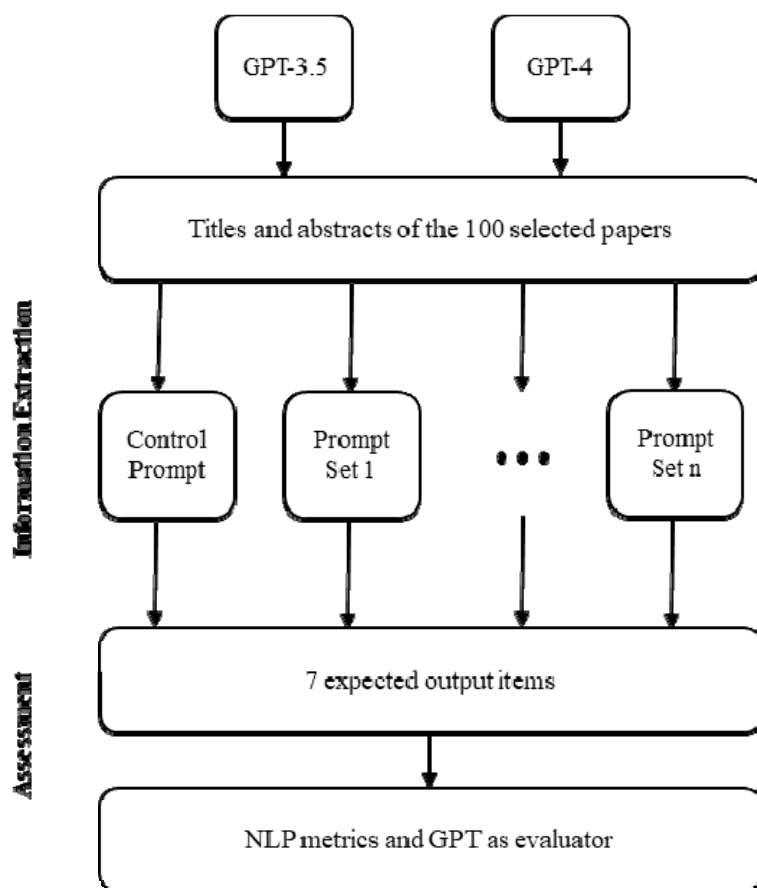 GPT-3.5
GPT-4
Titles and abstracts of the 100 selected papers
Information Extraction
Control
Prompt
Prompt
Set 1
•••
Prompt
Set n
Assessment
7 expected output items
NLP metrics and GPT as evaluator